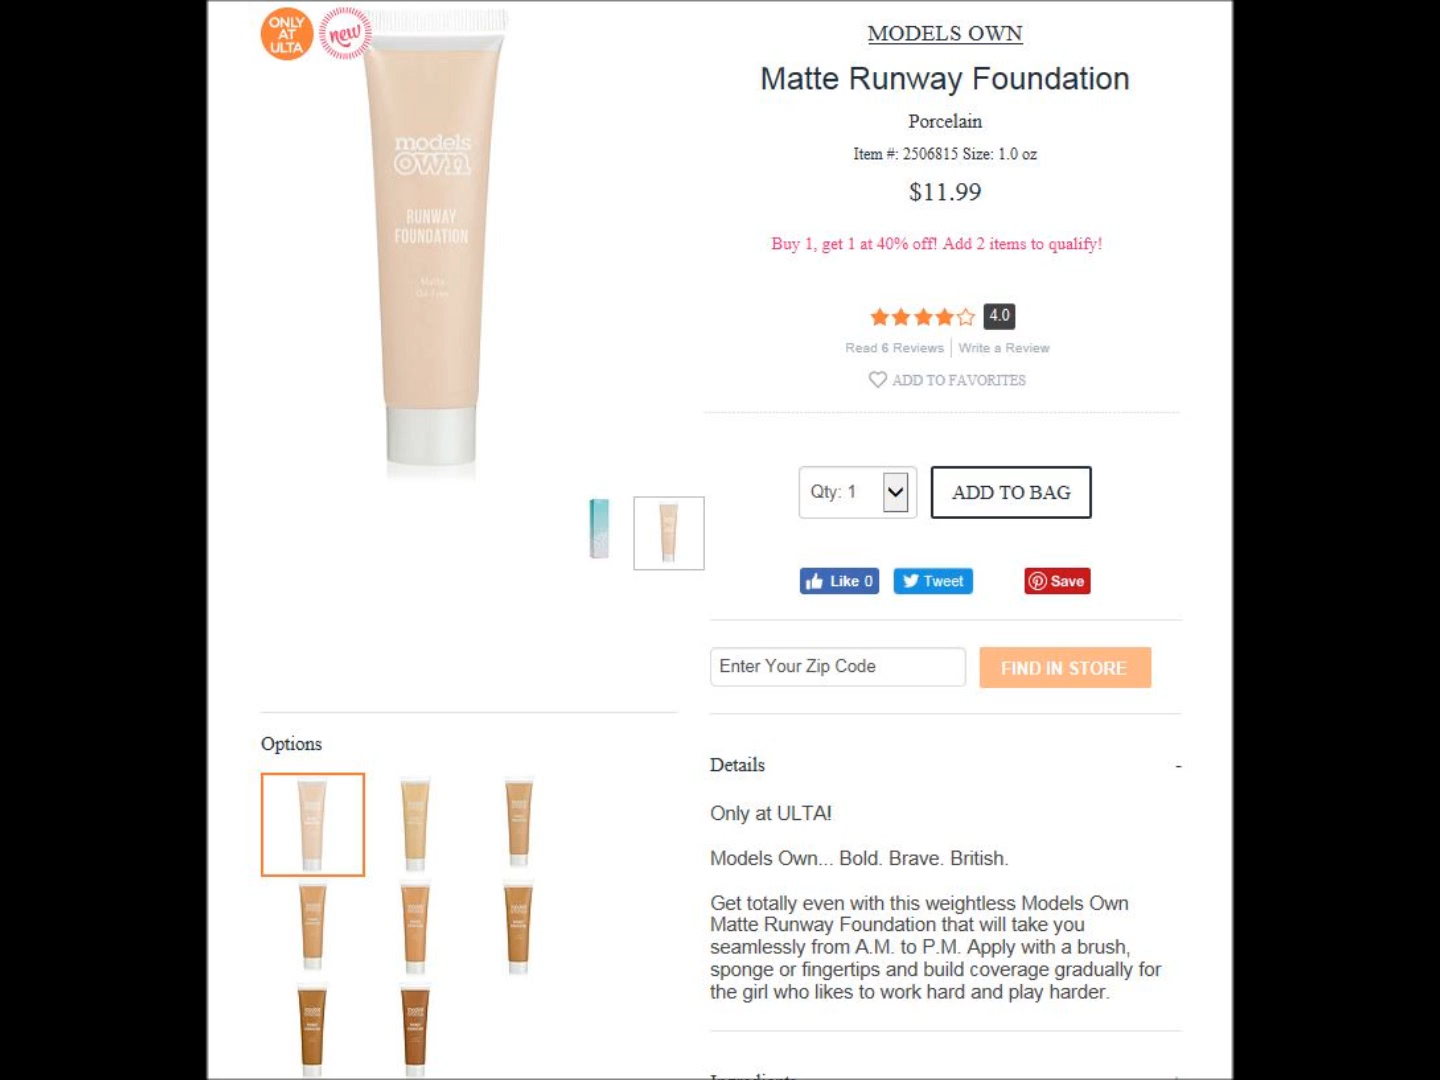 ONLY
AT
ULTA
new
models
own
RUNWAY
FOUNDATION
Matte
Oil-Free
MODELS OWN
Matte Runway Foundation
Porcelain
Item #: 2506815 Size: 1.0 oz
$11.99
Buy 1, get 1 at 40% off! Add 2 items to qualify!
4.0
Read 6 Reviews | Write a Review
ADD TO FAVORITES
Qty: 1
ADD TO BAG
Like 0
Tweet
Save
Enter Your Zip Code
FIND IN STORE
Options
Details -
Only at ULTA!
Models Own... Bold. Brave. British.
Get totally even with this weightless Models Own
Matte Runway Foundation that will take you
seamlessly from A.M. to P.M. Apply with a brush,
sponge or fingertips and build coverage gradually for
the girl who likes to work hard and play harder.